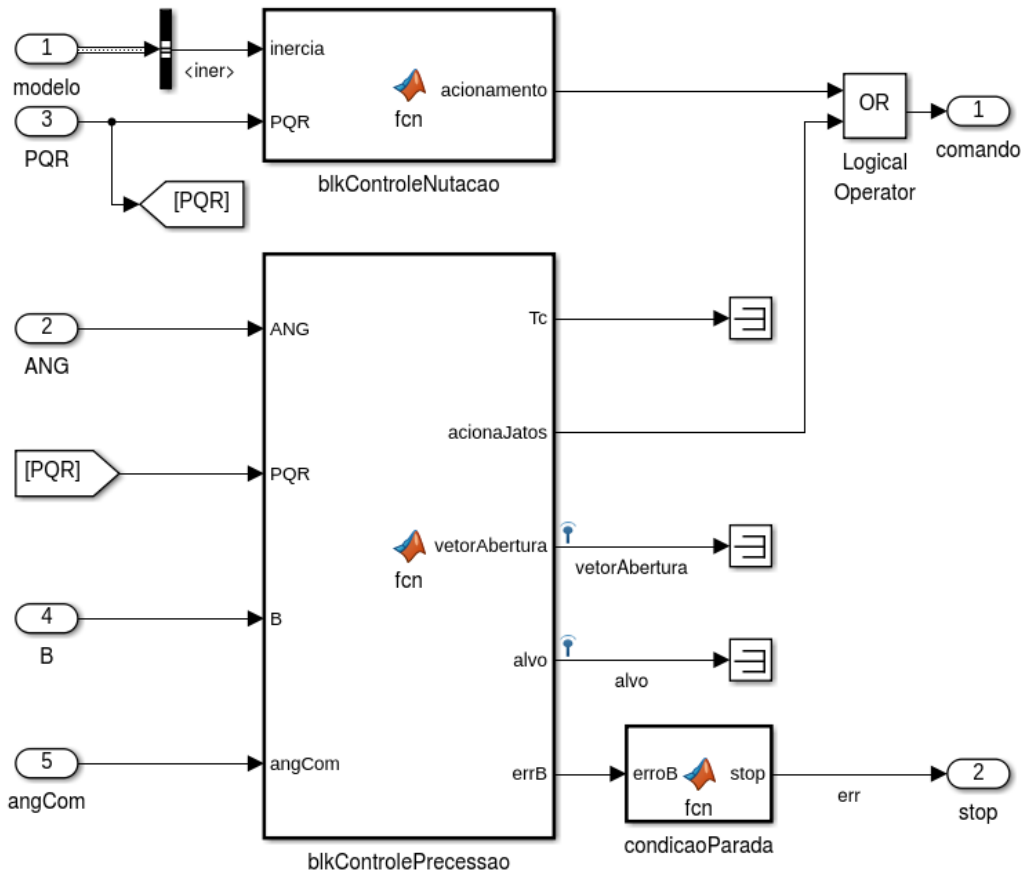 1
modelo
<iner>
inercia
3
PQR
PQR
fcn
acionamento
blkControleNutacao
[PQR]
OR
Logical
Operator
1
comando
2
ANG
ANG
[PQR]
PQR
4
B
B
5
angCom
angCom
fcn
Tc
acionaJatos
vetorAbertura
vetorAbertura
alvo
alvo
errB
blkControlePrecessao
erroB
fcn
stop
condicaoParada
err
2
stop